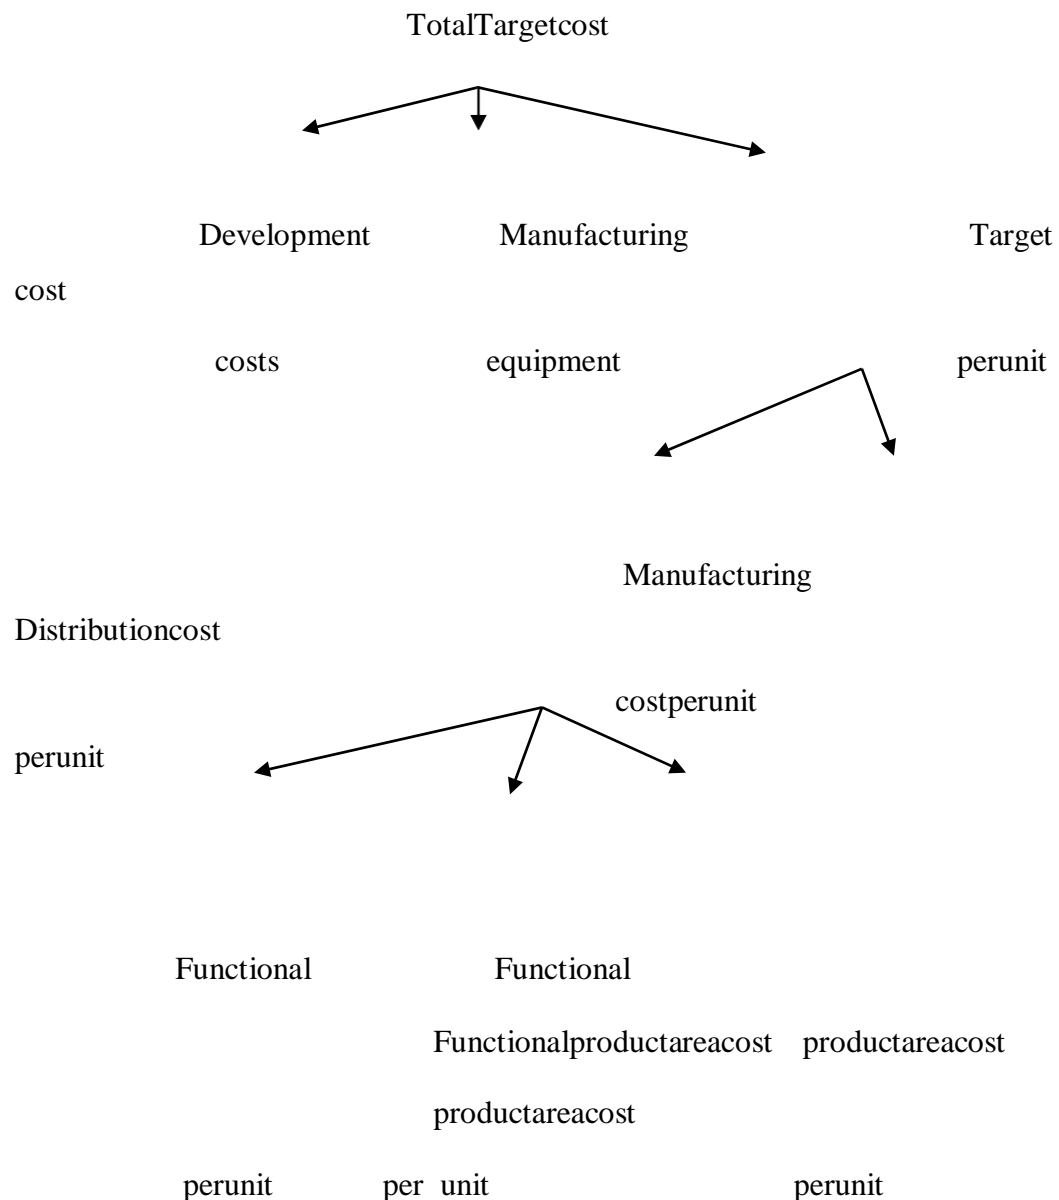 TotalTargetcost
Development Manufacturing Target
cost
costs equipment perunit
Manufacturing
Distributioncost
costperunit
perunit
Functional Functional
Functionalproductareacost productareacost
productareacost
perunit per unit perunit